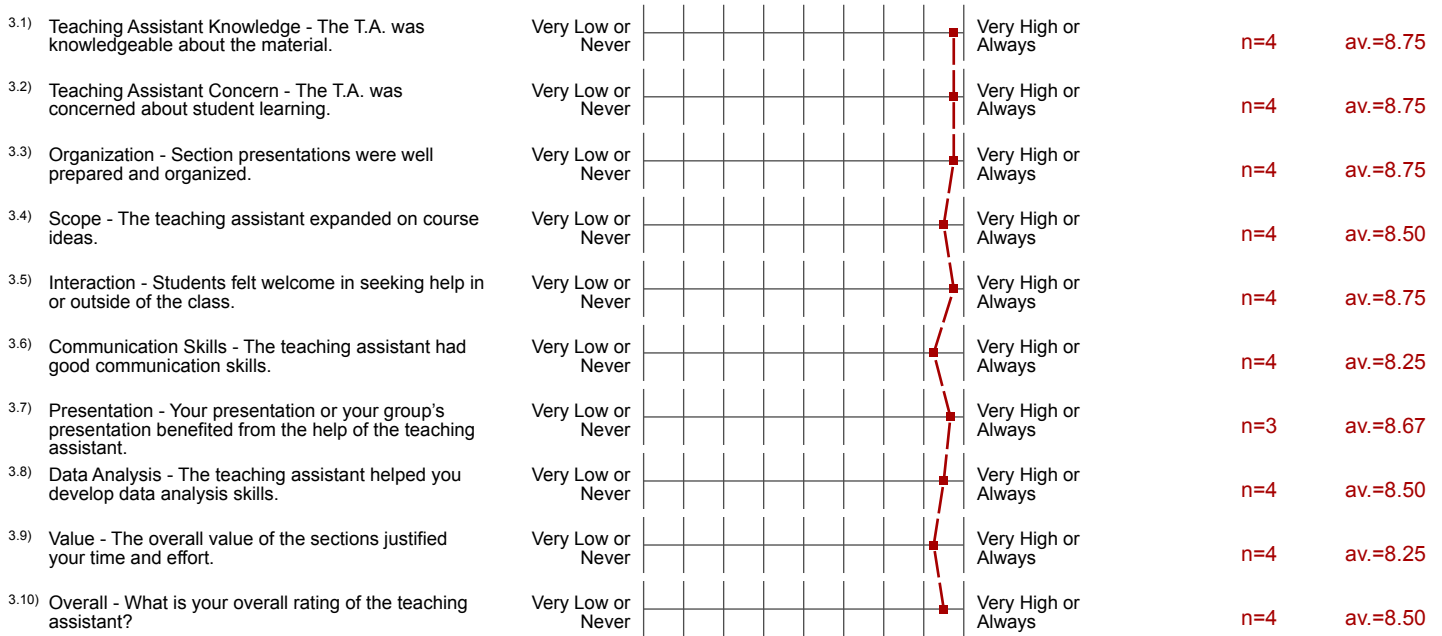 3.1) Teaching Assistant Knowledge - The T.A. was
knowledgeable about the material.
Very Low or
Never
Very High or
Always
n=4
av.=8.75
3.2) Teaching Assistant Concern - The T.A. was
concerned about student learning.
Very Low or
Never
Very High or
Always
n=4
av.=8.75
3.3) Organization - Section presentations were well
prepared and organized.
Very Low or
Never
Very High or
Always
n=4
av.=8.75
3.4) Scope - The teaching assistant expanded on course
ideas.
Very Low or
Never
Very High or
Always
n=4
av.=8.50
3.5) Interaction - Students felt welcome in seeking help in
or outside of the class.
Very Low or
Never
Very High or
Always
n=4
av.=8.75
3.6) Communication Skills - The teaching assistant had
good communication skills.
Very Low or
Never
Very High or
Always
n=4
av.=8.25
3.7) Presentation - Your presentation or your group's
presentation benefited from the help of the teaching
assistant.
Very Low or
Never
Very High or
Always
n=3
av.=8.67
3.8) Data Analysis - The teaching assistant helped you
develop data analysis skills.
Very Low or
Never
Very High or
Always
n=4
av.=8.50
3.9) Value - The overall value of the sections justified
your time and effort.
Very Low or
Never
Very High or
Always
n=4
av.=8.25
3.10) Overall - What is your overall rating of the teaching
assistant?
Very Low or
Never
Very High or
Always
n=4
av.=8.50